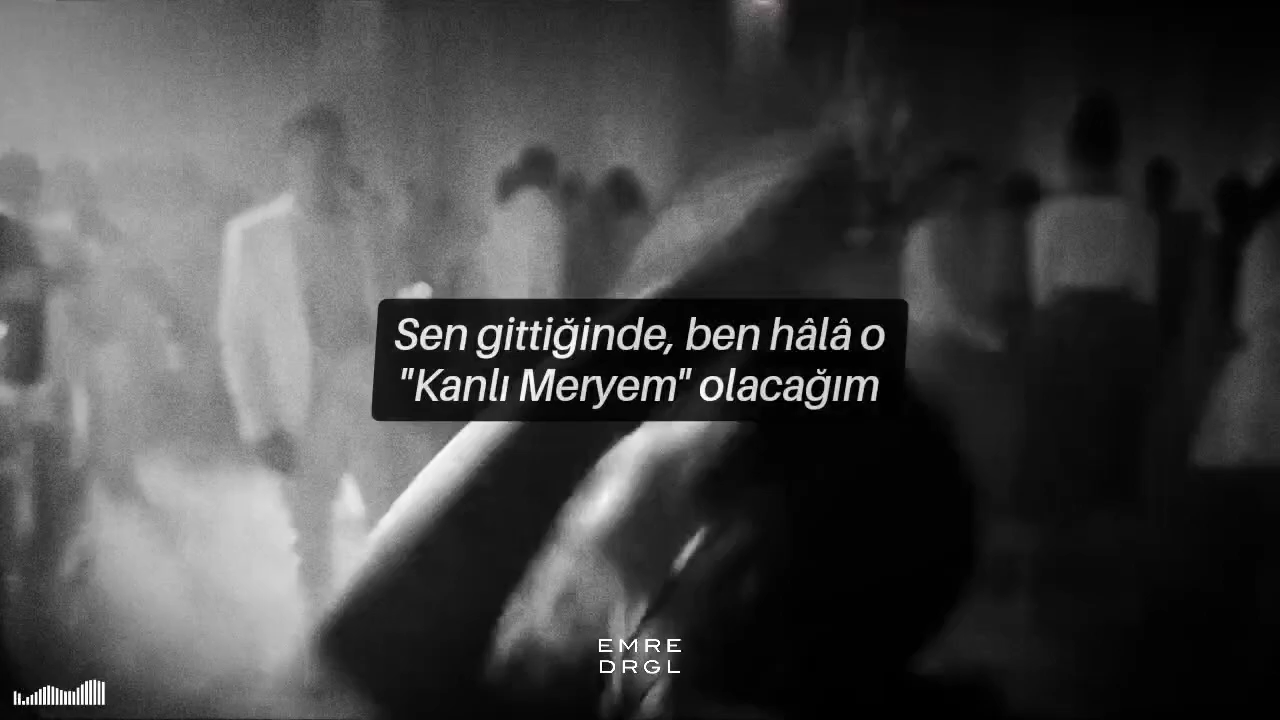 Sen gittiğinde, ben hâlâ o
"Kanlı Meryem" olacağım
EMRE
DRGL